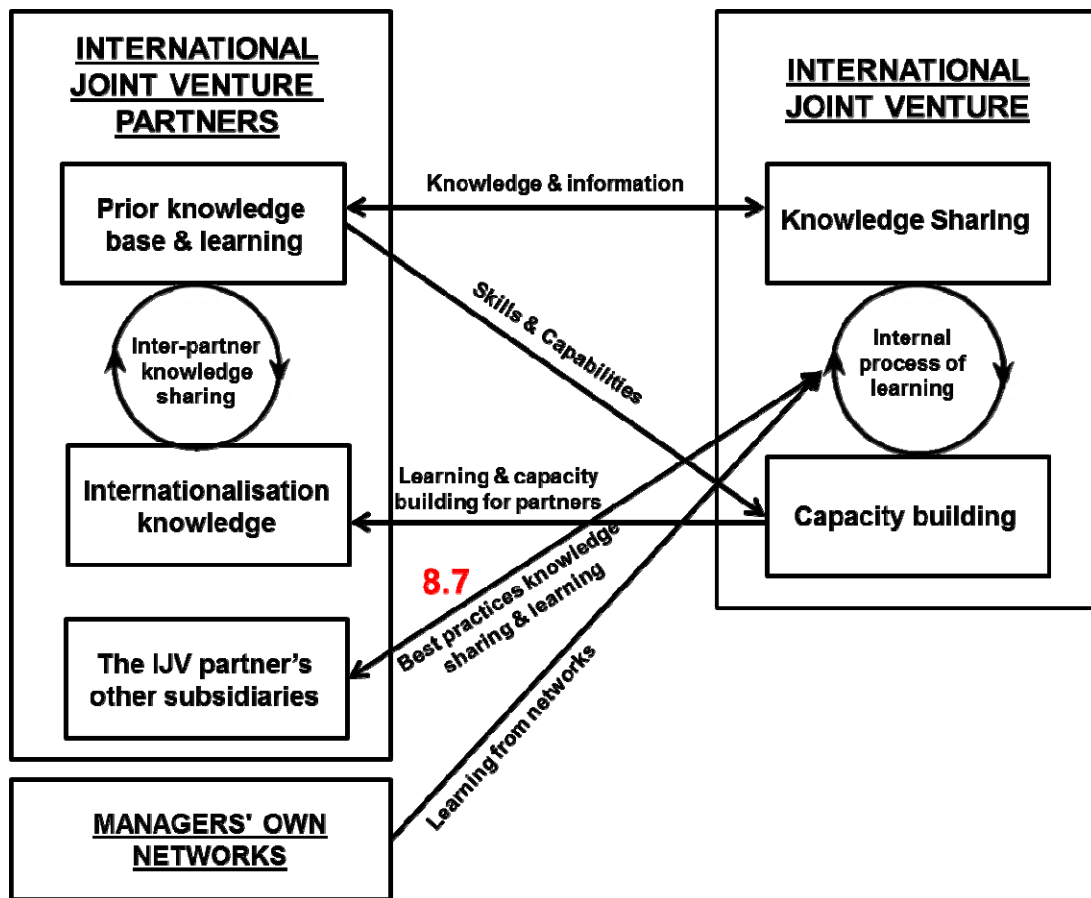 INTERNATIONAL
JOINT VENTURE
PARTNERS
Prior knowledge
base & learning
Inter-partner
knowledge
sharing
Internationalisation
knowledge
The IJV partner's
other subsidiaries
MANAGERS' OWN
NETWORKS
Knowledge & information
Skills & Capabilities
Learning & capacity
building for partners
8.7
Best practices knowledge
sharing & learning
Learning from networks
INTERNATIONAL
JOINT VENTURE
Knowledge Sharing
Internal
process of
learning
Capacity building